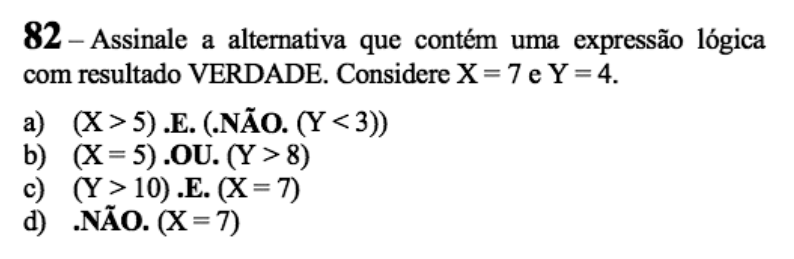 82 – Assinale a alternativa que contém uma expressão lógica
com resultado VERDADE. Considere X = 7 e Y = 4.
a) (X > 5) .E. (.NÃO. (Y < 3))
b) (X = 5) .OU. (Y > 8)
c) (Y > 10) .E. (X = 7)
d) .NÃO. (X = 7)